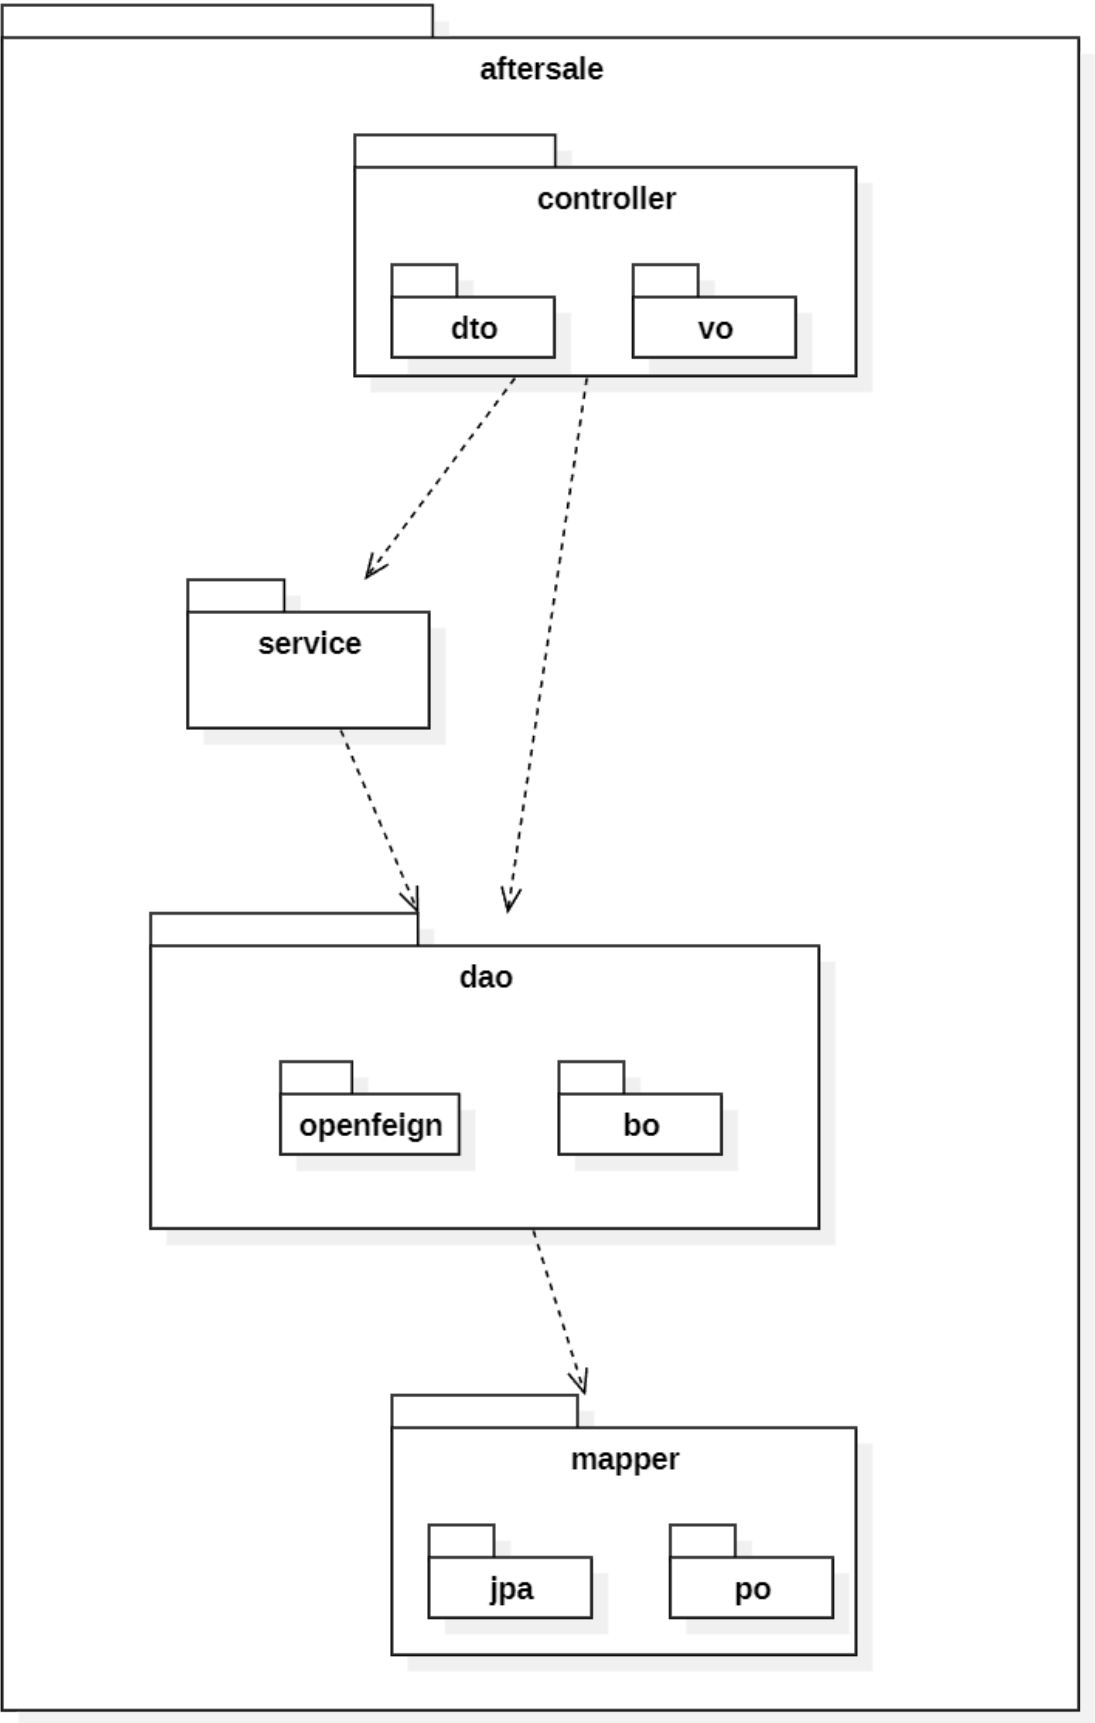 aftersale
controller
dto
vo
service
dao
openfeign
bo
mapper
jpa
po